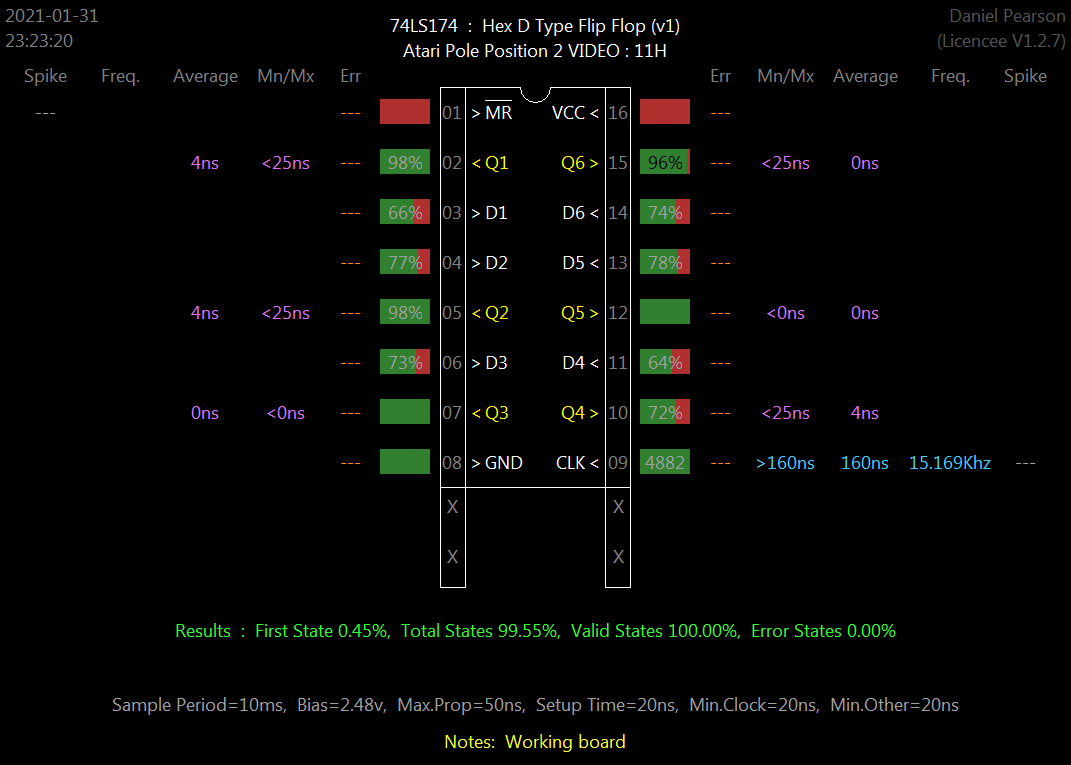 2021-01-31 74LS174 : Hex D Type Flip Flop (v1) Daniel Pearson
23:23:20 Atari Pole Position 2 VIDEO : 11H (Licencee V1.2.7)
Spike Freq. Average Mn/Mx Err Err Mn/Mx Average Freq. Spike
--- --- 01 > MR VCC < 16 ---
4ns <25ns --- 98% 02 < Q1 Q6 > 15 96% --- <25ns 0ns
--- 66% 03 > D1 D6 < 14 74% ---
--- 77% 04 > D2 D5 < 13 78% ---
4ns <25ns --- 98% 05 < Q2 Q5 > 12 --- <0ns 0ns
--- 73% 06 > D3 D4 < 11 64% ---
0ns <0ns --- 07 < Q3 Q4 > 10 72% --- <25ns 4ns
--- 08 > GND CLK < 09 4882 --- >160ns 160ns 15.169Khz ---
X X
X X
Results : First State 0.45%, Total States 99.55%, Valid States 100.00%, Error States 0.00%
Sample Period=10ms, Bias=2.48v, Max.Prop=50ns, Setup Time=20ns, Min.Clock=20ns, Min.Other=20ns
Notes: Working board